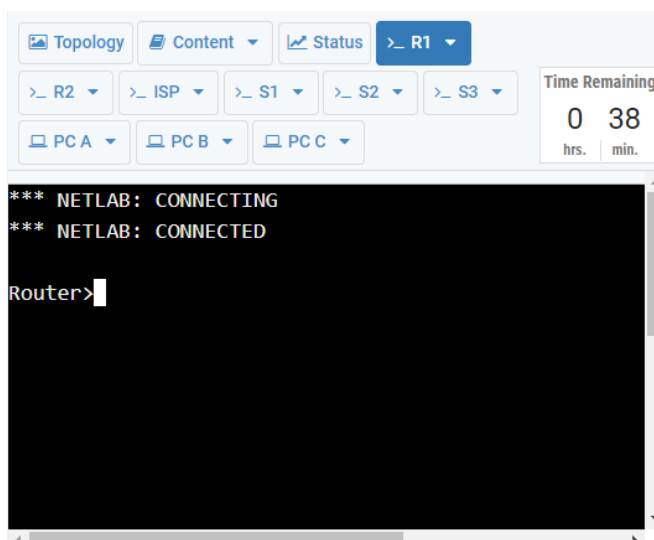 Topology Content Status >_ R1
>_ R2 >_ ISP >_ S1 >_ S2 >_ S3
PC A PC B PC C
Time Remaining
0 38
hrs. min.
*** NETLAB: CONNECTING
*** NETLAB: CONNECTED
Router>